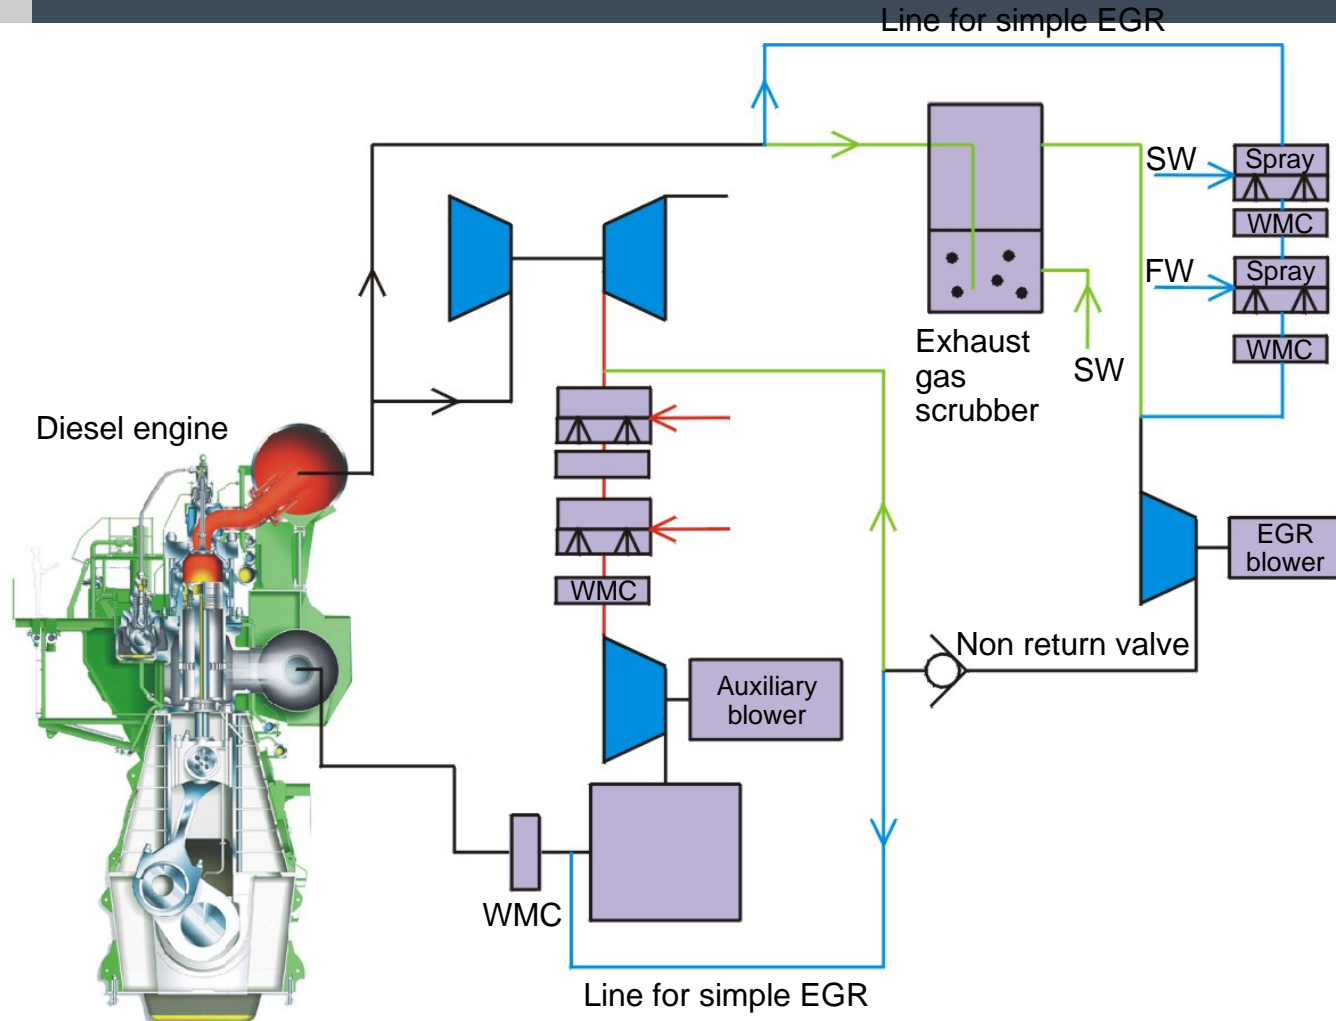 Line for simple EGR
SW
Spray
WMC
FW
Spray
WMC
Exhaust
gas
scrubber
SW
Diesel engine
WMC
EGR
blower
Non return valve
Auxiliary
blower
WMC
Line for simple EGR